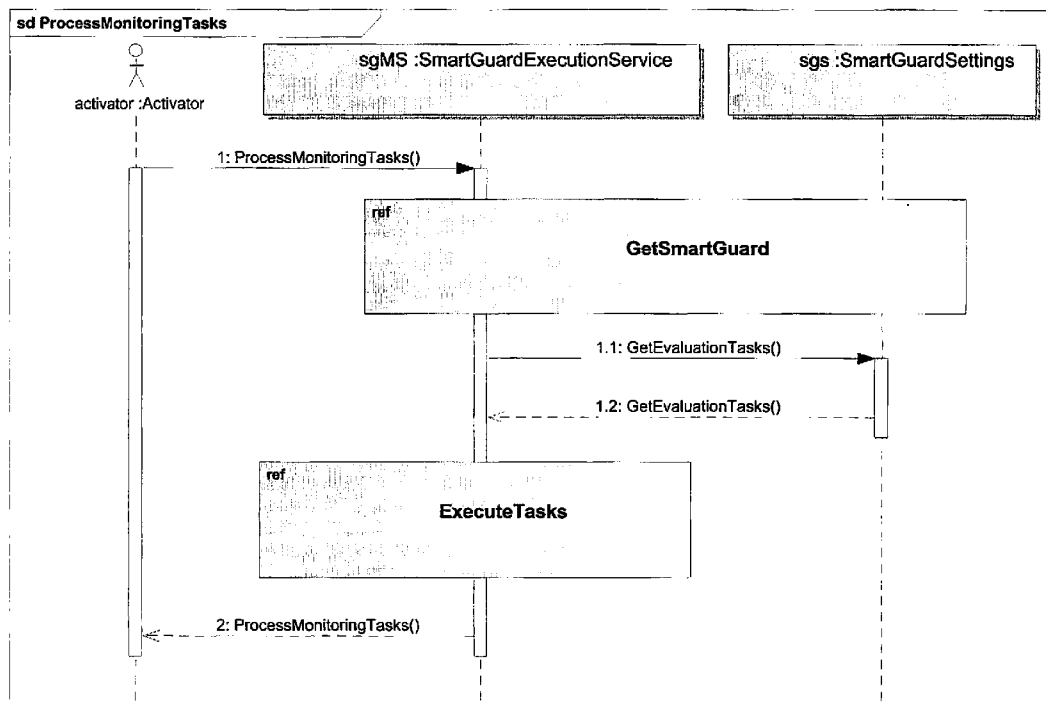 sd ProcessMonitoringTasks
activator :Activator
sgMS :SmartGuardExecutionService
sgs :SmartGuardSettings
1: ProcessMonitoringTasks()
ref
GetSmartGuard
1.1: GetEvaluationTasks()
1.2: GetEvaluationTasks()
ref
ExecuteTasks
2: ProcessMonitoringTasks()